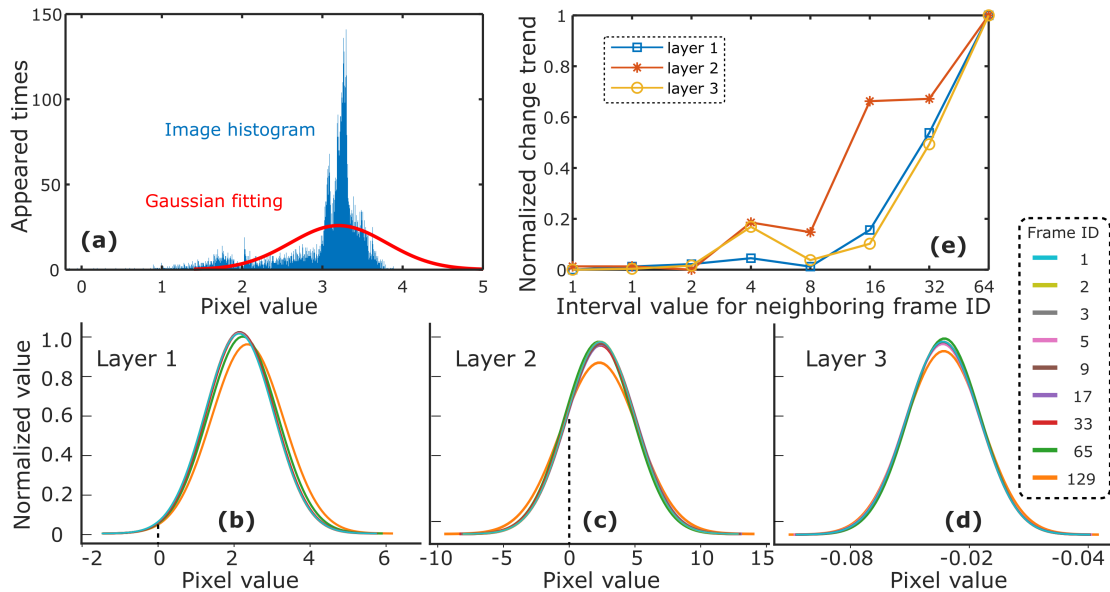 150
100
50
0
Appeared times
Image histogram
Gaussian fitting
(a)
0 1 2 3 4 5
Pixel value
1
0.8
0.6
0.4
0.2
0
Normalized change trend
layer 1
layer 2
layer 3
(e)
1 1 2 4 8 16 32 64
Interval value for neighboring frame ID
Frame ID
1
2
3
5
9
17
33
65
129
1.0
0.8
0.6
0.4
0.2
0
Normalized value
Layer 1
(b)
-2 0 2 4 6
Pixel value
Layer 2
(c)
-10 -5 0 5 10 15
Pixel value
Layer 3
(d)
-0.08 -0.02 -0.04
Pixel value